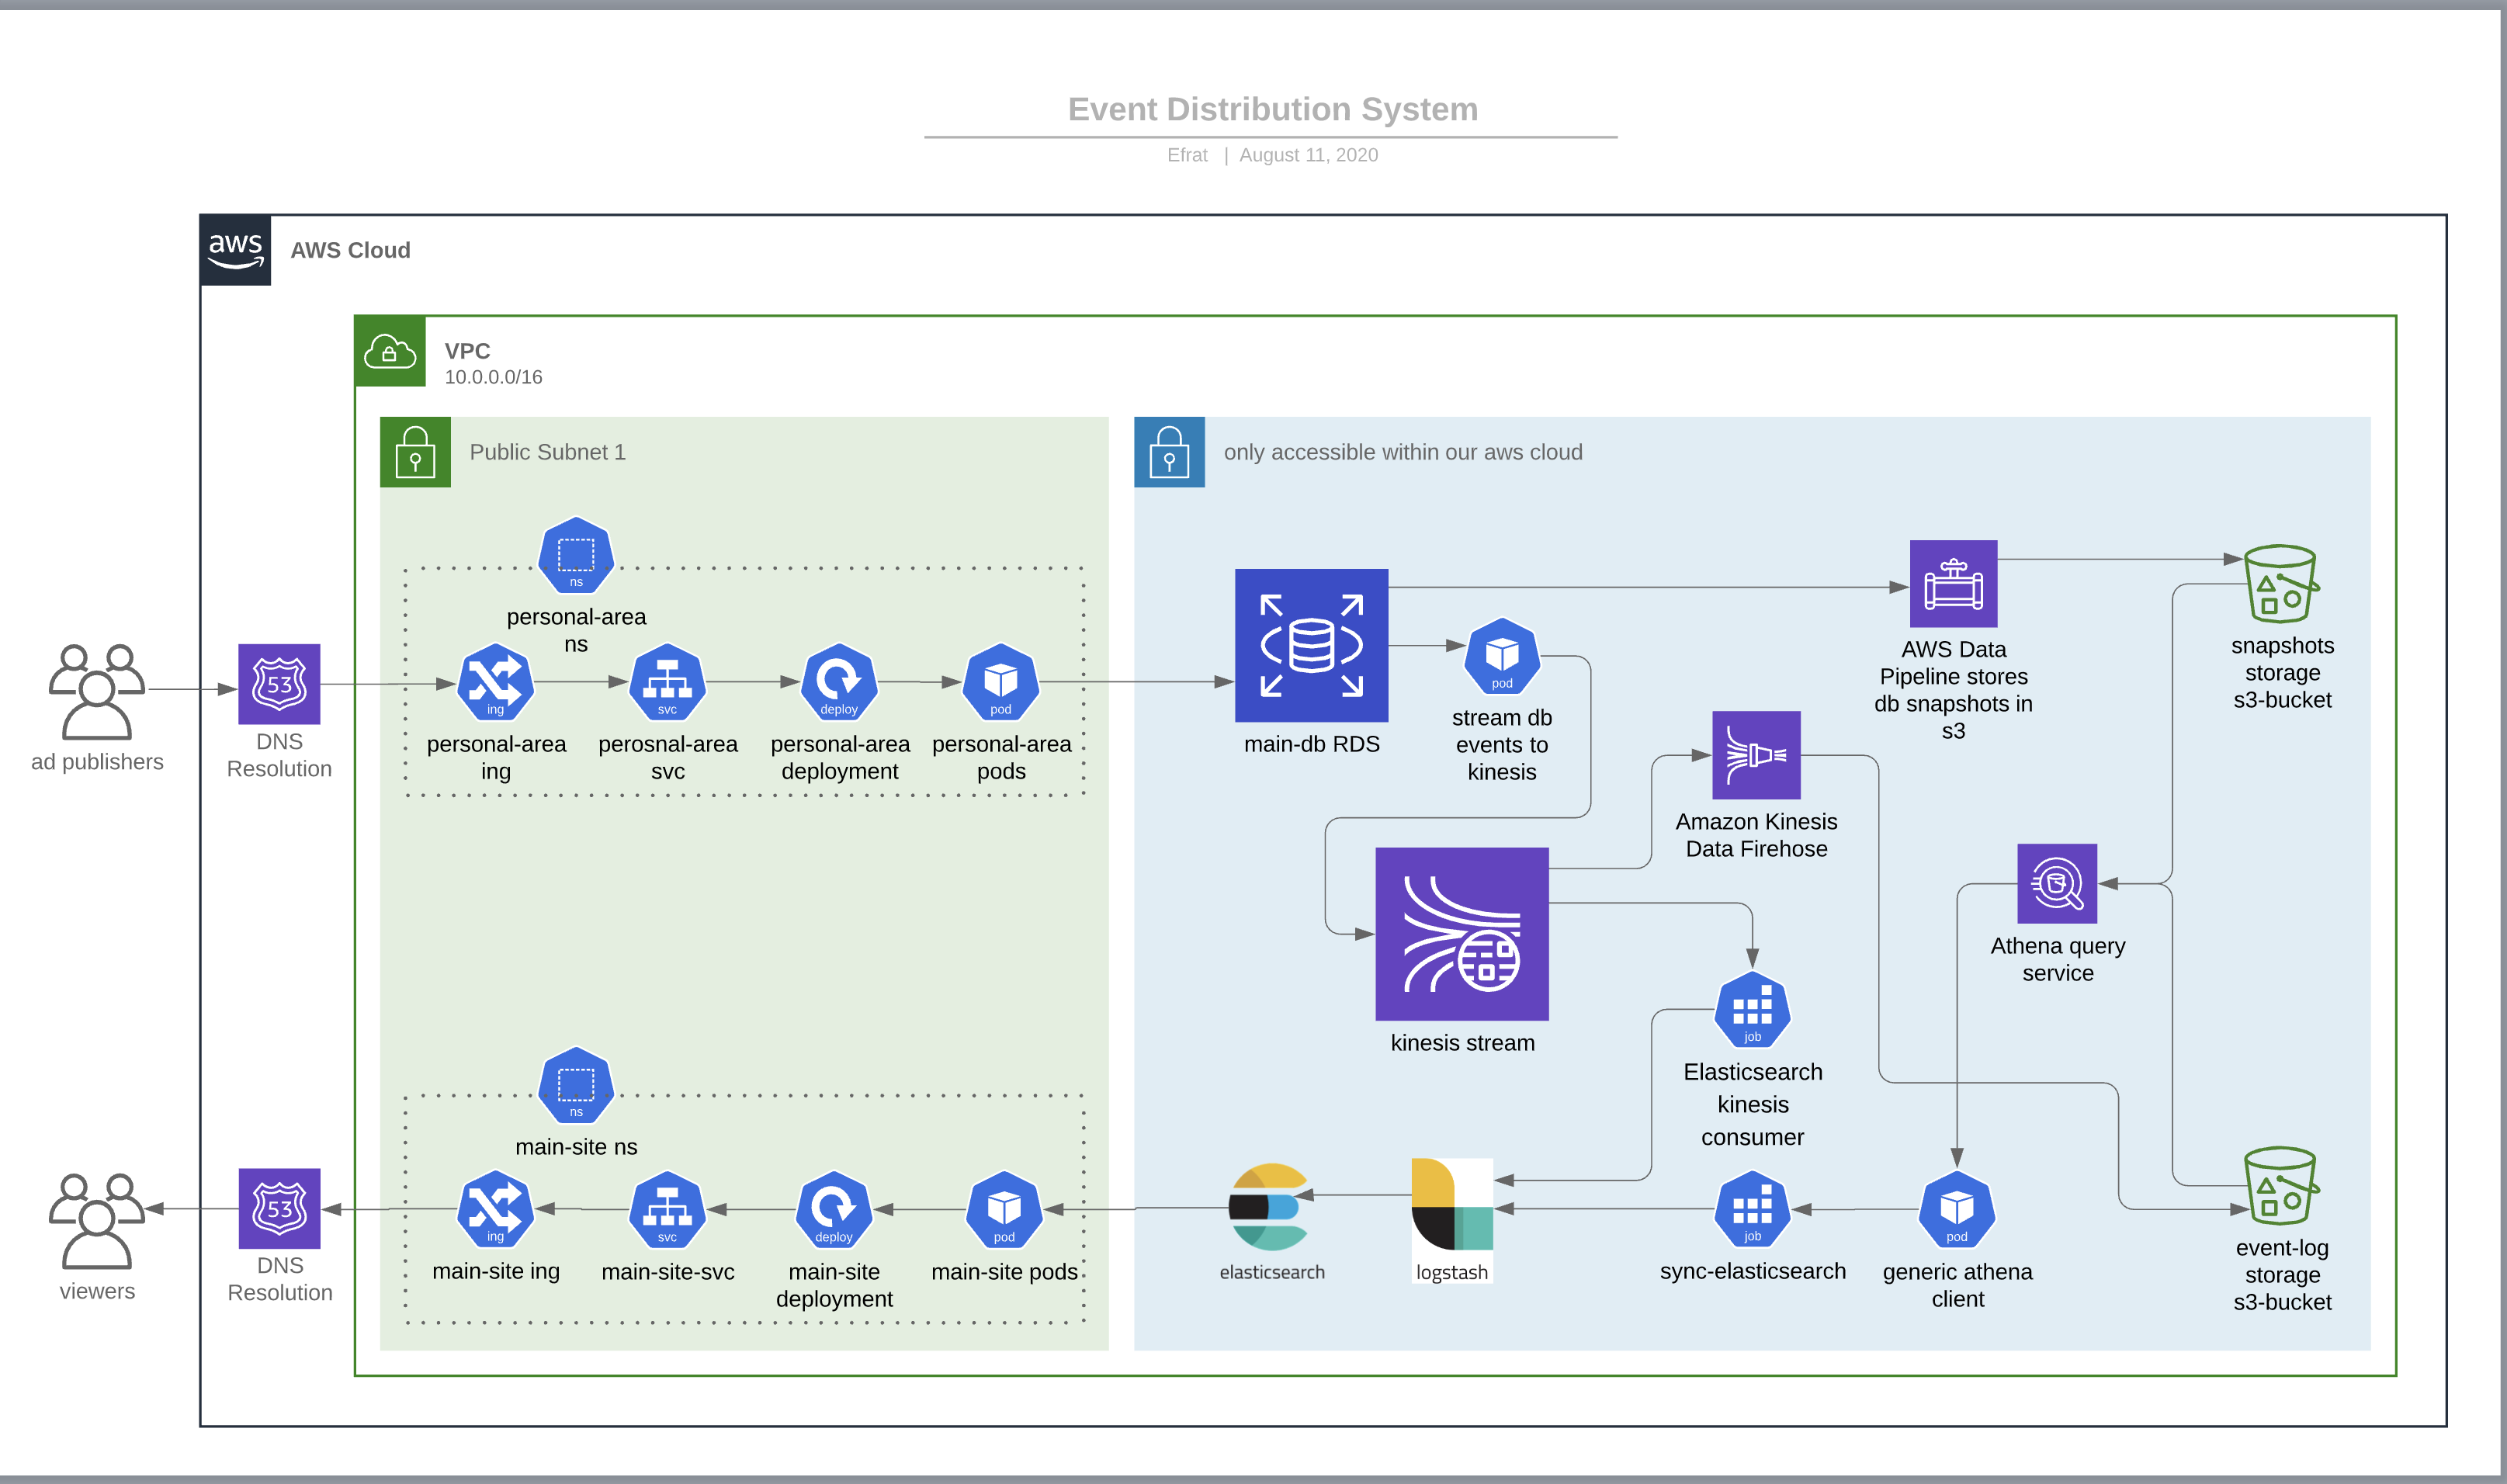 Event Distribution System
Efrat | August 11, 2020
aws
AWS Cloud
VPC
10.0.0.0/16
Public Subnet 1
only accessible within our aws cloud
ns
personal-area
ns
ad publishers
53
DNS
Resolution
ing
personal-area
ing
svc
perosnal-area
svc
deploy
personal-area
deployment
pod
personal-area
pods
main-db RDS
pod
stream db
events to
kinesis
AWS Data
Pipeline stores
db snapshots in
s3
snapshots
storage
s3-bucket
Amazon Kinesis
Data Firehose
kinesis stream
Athena query
service
job
Elasticsearch
kinesis
consumer
ns
main-site ns
viewers
53
DNS
Resolution
ing
main-site ing
svc
main-site-svc
deploy
main-site
deployment
pod
main-site pods
elasticsearch
logstash
job
sync-elasticsearch
pod
generic athena
client
event-log
storage
s3-bucket